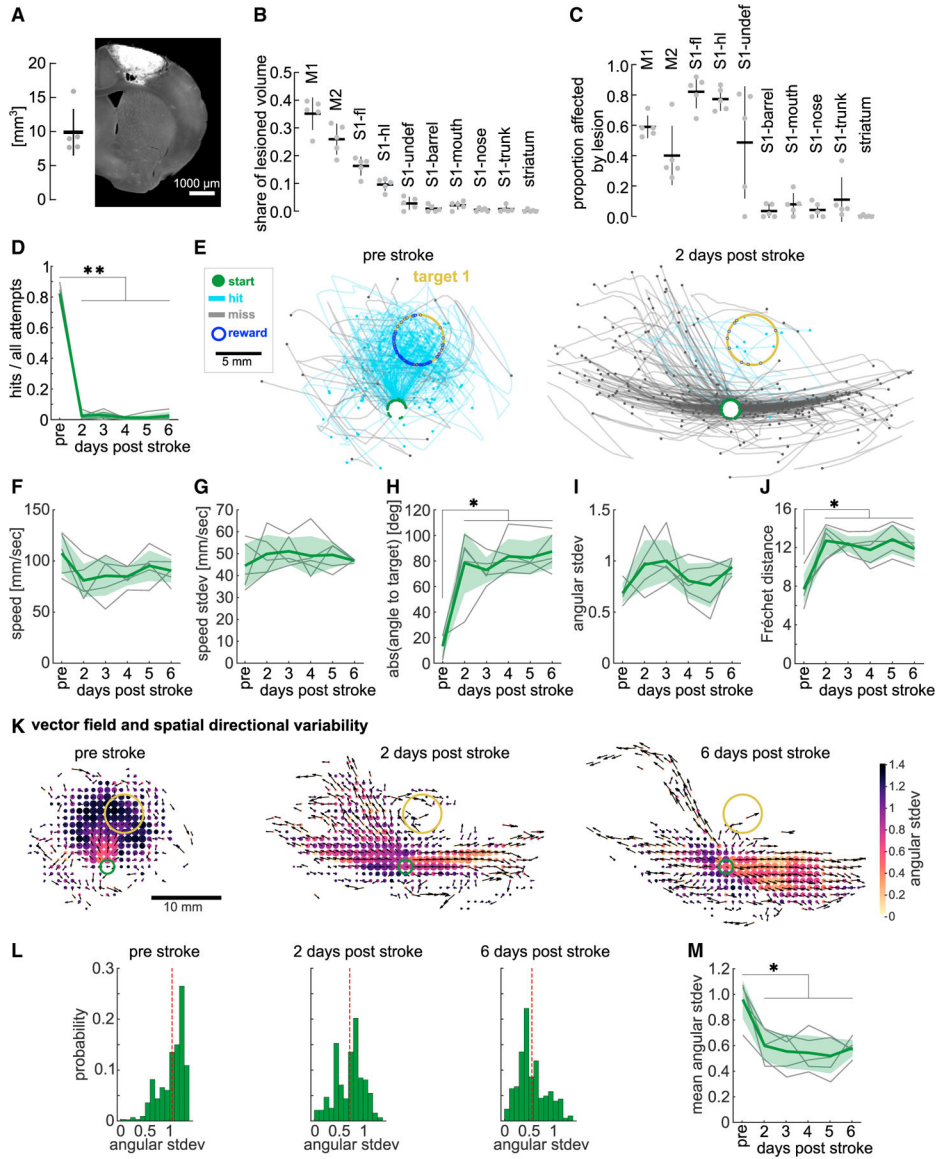 A
20
15
10
5
0
[mm³]
1000 µm
B
0.5
0.4
0.3
0.2
0.1
0.0
share of lesioned volume
M1
M2
S1-fl
S1-hl
S1-undef
S1-barrel
S1-mouth
S1-nose
S1-trunk
striatum
C
1.0
0.8
0.6
0.4
0.2
0.0
proportion affected
by lesion
M1
M2
S1-fl
S1-hl
S1-undef
S1-barrel
S1-mouth
S1-nose
S1-trunk
striatum
D
1
0.8
0.6
0.4
0.2
0
hits / all attempts
**
pre 2 3 4 5 6
days post stroke
E
start
hit
miss
reward
5 mm
pre stroke
target 1
2 days post stroke
F
150
100
50
0
speed [mm/sec]
pre 2 3 4 5 6
days post stroke
G
70
60
50
40
30
20
10
0
speed stdev [mm/sec]
pre 2 3 4 5 6
days post stroke
H
120
100
80
60
40
20
0
abs(angle to target) [deg]
*
pre 2 3 4 5 6
days post stroke
I
1.5
1
0.5
0
angular stdev
pre 2 3 4 5 6
days post stroke
J
16
12
8
4
0
Fréchet distance
*
pre 2 3 4 5 6
days post stroke
K vector field and spatial directional variability
pre stroke
2 days post stroke
6 days post stroke
10 mm
1.4
1.2
1
0.8
0.6
0.4
0.2
0
angular stdev
L
pre stroke
2 days post stroke
6 days post stroke
0.3
0.2
0.1
0
probability
0 0.5 1
angular stdev
0 0.5 1
angular stdev
0 0.5 1
angular stdev
M
1.2
1.0
0.8
0.6
0.4
0.2
0
mean angular stdev
*
pre 2 3 4 5 6
days post stroke